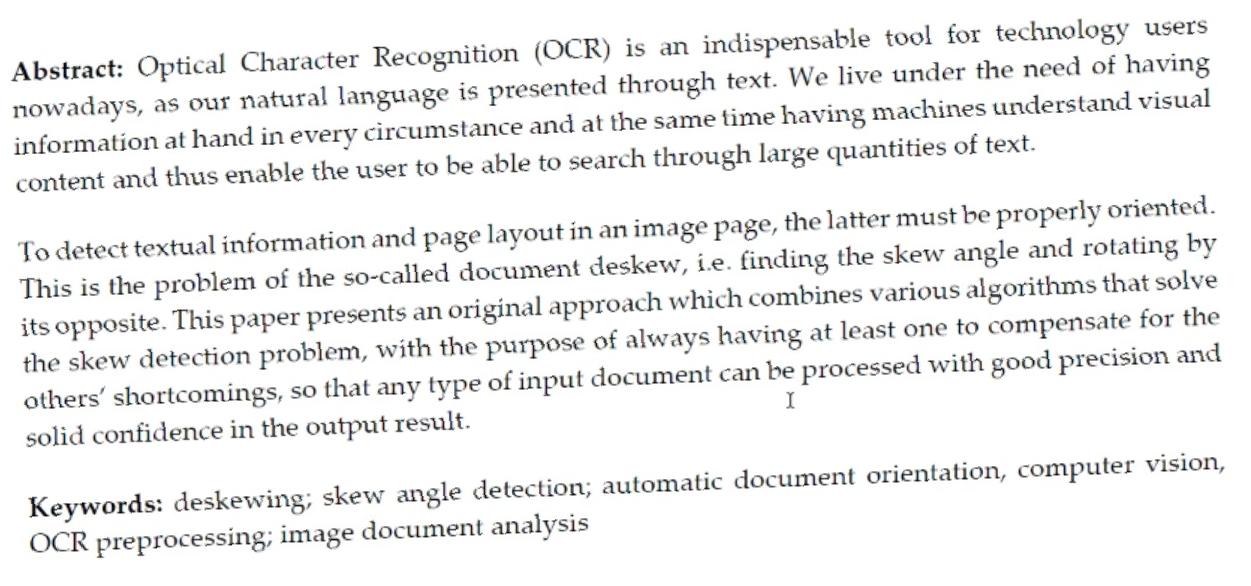 Abstract: Optical Character Recognition (OCR) is an indispensable tool for technology users
nowadays, as our natural language is presented through text. We live under the need of having
information at hand in every circumstance and at the same time having machines understand visual
content and thus enable the user to be able to search through large quantities of text.
To detect textual information and page layout in an image page, the latter must be properly oriented.
This is the problem of the so-called document deskew, i.e. finding the skew angle and rotating by
its opposite. This paper presents an original approach which combines various algorithms that solve
the skew detection problem, with the purpose of always having at least one to compensate for the
others’ shortcomings, so that any type of input document can be processed with good precision and
solid confidence in the output result.
Keywords: deskewing; skew angle detection; automatic document orientation, computer vision,
OCR preprocessing; image document analysis